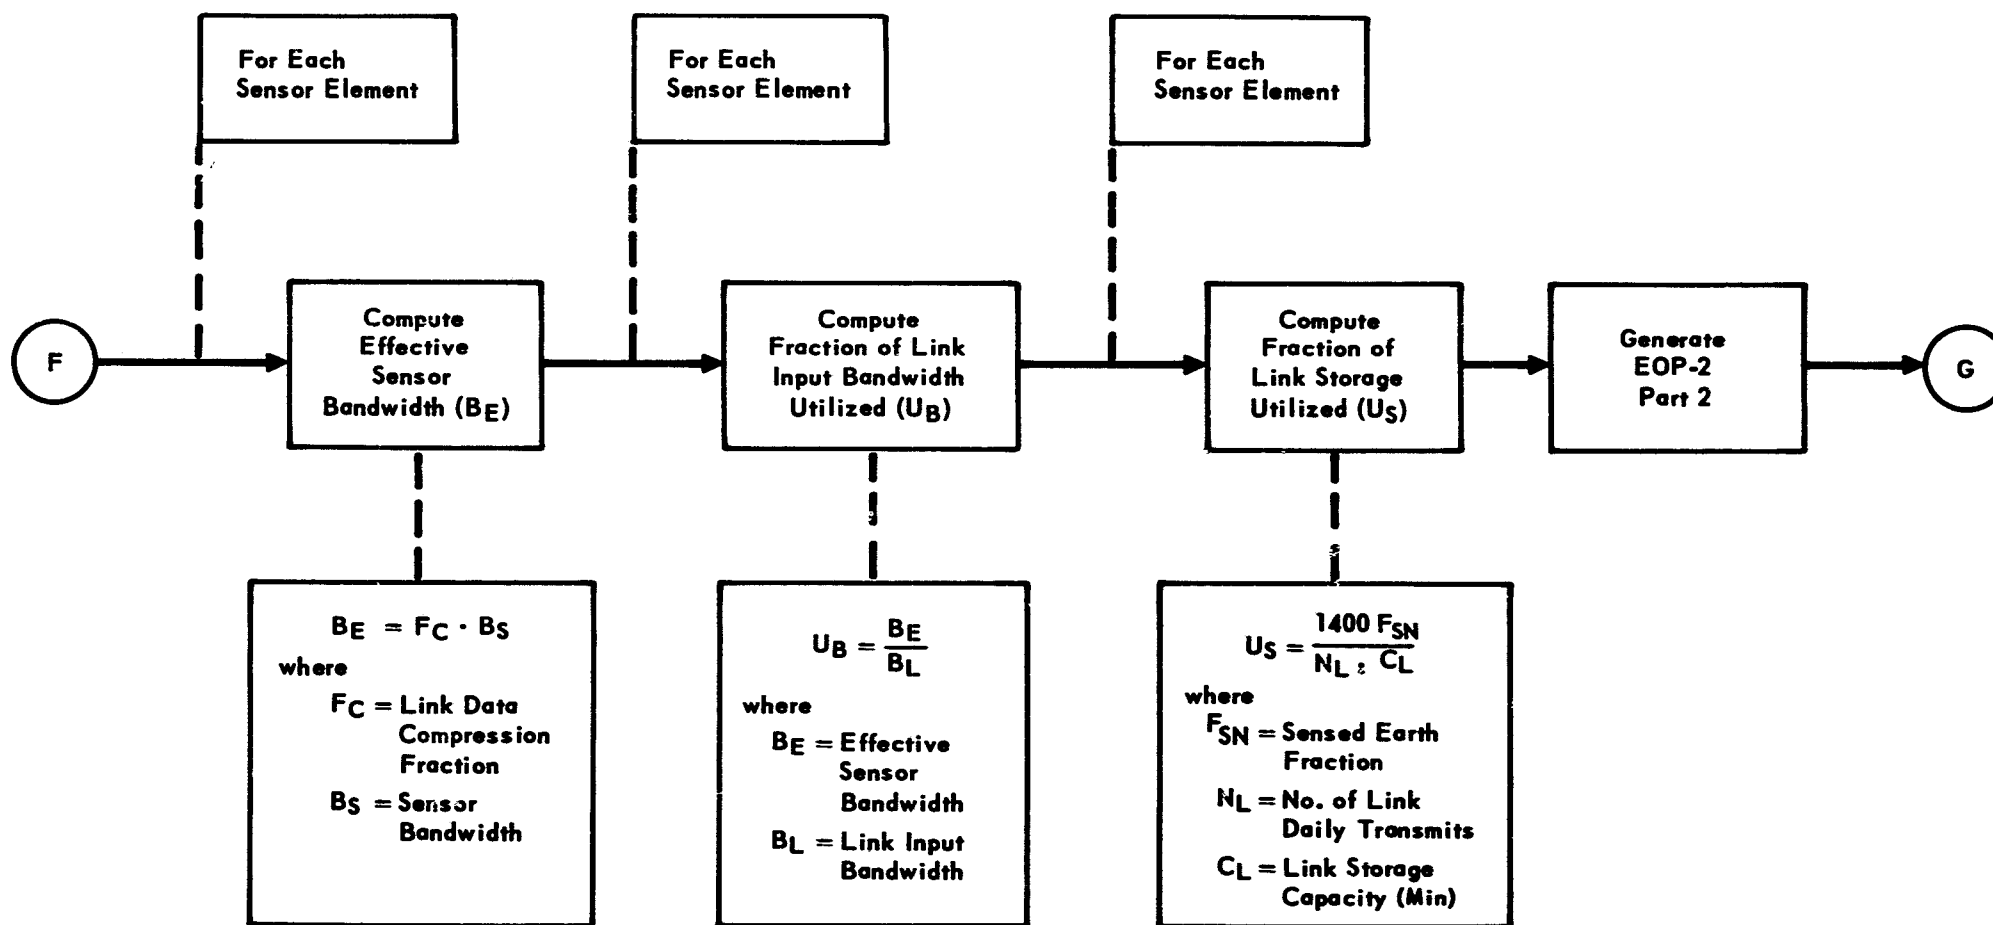 For Each
Sensor Element
For Each
Sensor Element
For Each
Sensor Element
F
Compute
Effective
Sensor
Bandwidth (BE)
Compute
Fraction of Link
Input Bandwidth
Utilized (UB)
Compute
Fraction of
Link Storage
Utilized (US)
Generate
EOP-2
Part 2
G
BE = FC · BS
where
FC = Link Data
Compression
Fraction
BS = Sensor
Bandwidth
UB = BE / BL
where
BE = Effective
Sensor
Bandwidth
BL = Link Input
Bandwidth
US = 1400 FSN / NL · CL
where
FSN = Sensed Earth
Fraction
NL = No. of Link
Daily Transmits
CL = Link Storage
Capacity (Min)